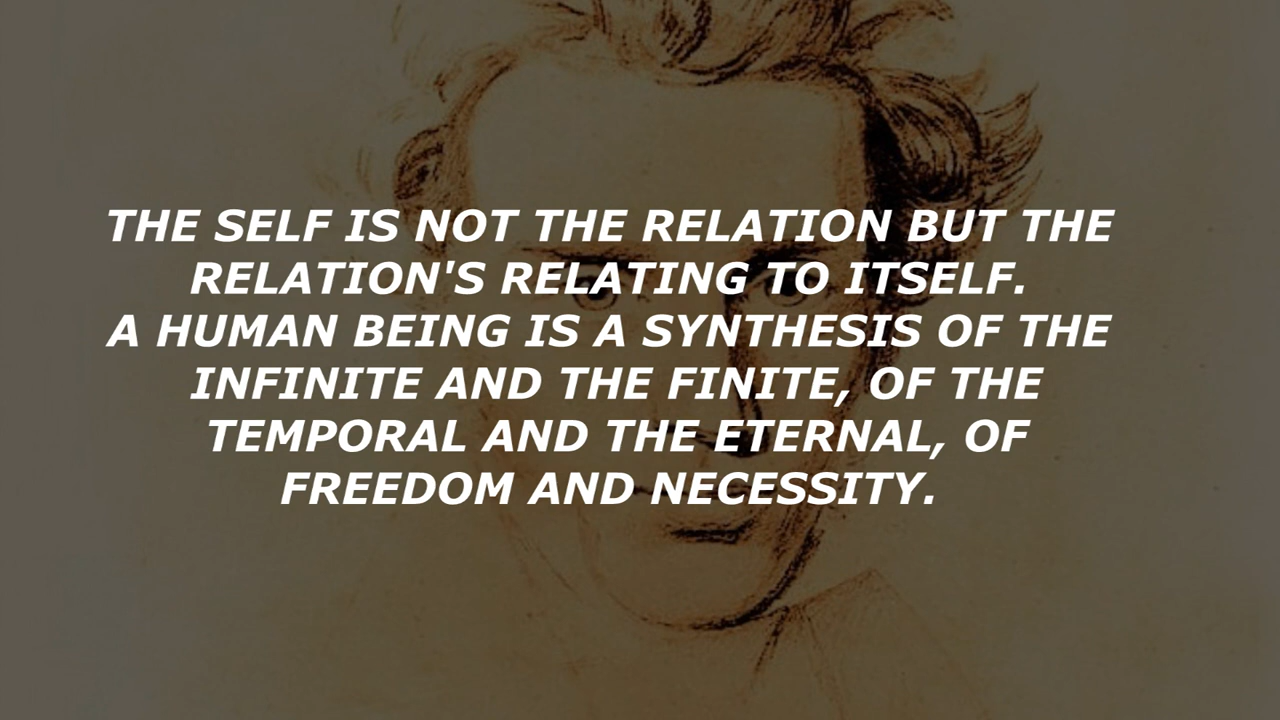 THE SELF IS NOT THE RELATION BUT THE
RELATION'S RELATING TO ITSELF.
A HUMAN BEING IS A SYNTHESIS OF THE
INFINITE AND THE FINITE, OF THE
TEMPORAL AND THE ETERNAL, OF
FREEDOM AND NECESSITY.